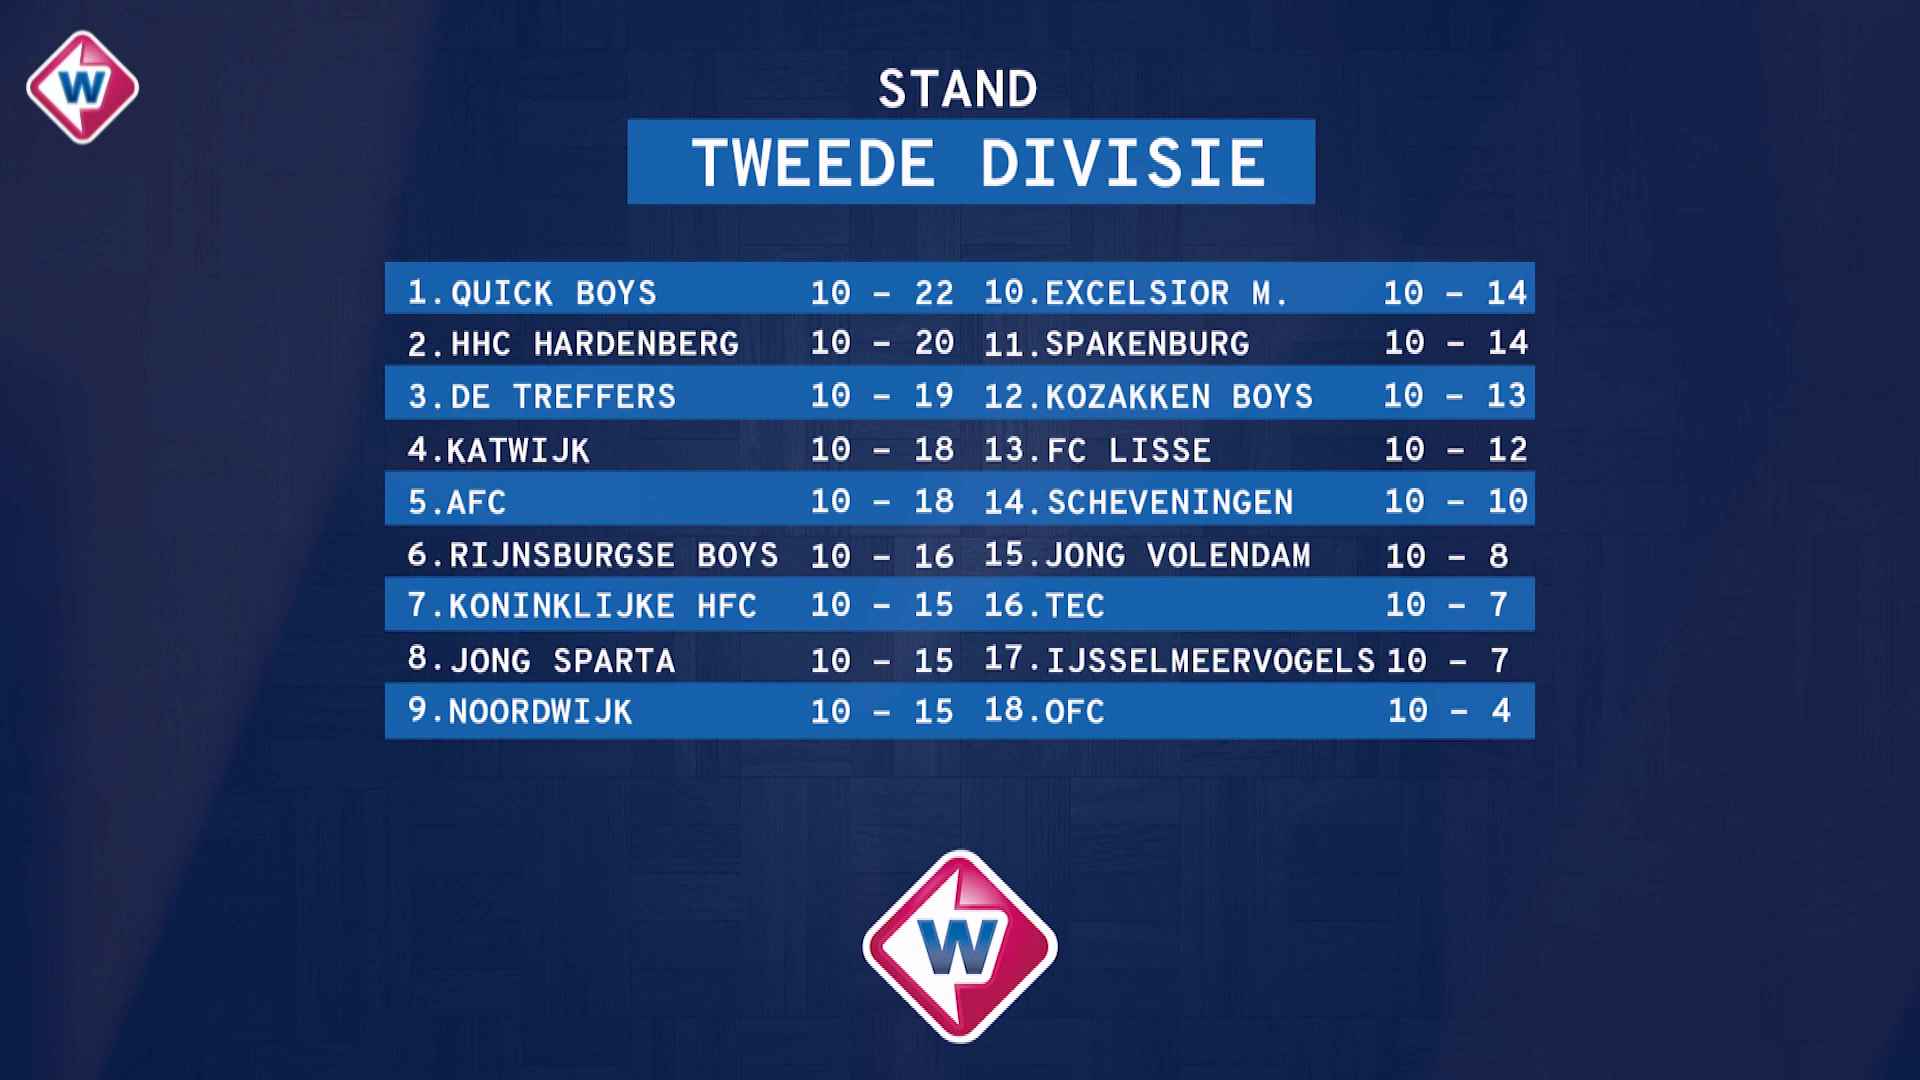 W
STAND
TWEEDE DIVISIE
1. QUICK BOYS 10 - 22
2. HHC HARDENBERG 10 - 20
3. DE TREFFERS 10 - 19
4. KATWIJK 10 - 18
5. AFC 10 - 18
6. RIJNSBURGSE BOYS 10 - 16
7. KONINKLIJKE HFC 10 - 15
8. JONG SPARTA 10 - 15
9. NOORDWIJK 10 - 15
10. EXCELSIOR M. 10 - 14
11. SPAKENBURG 10 - 14
12. KOZAKKEN BOYS 10 - 13
13. FC LISSE 10 - 12
14. SCHEVENINGEN 10 - 10
15. JONG VOLENDAM 10 - 8
16. TEC 10 - 7
17. IJSSELMEERVOGELS 10 - 7
18. OFC 10 - 4
W